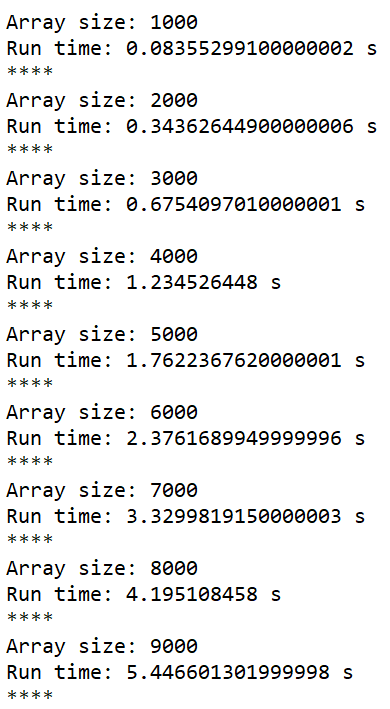 Array size: 1000
Run time: 0.08355299100000002 s
****
Array size: 2000
Run time: 0.34362644900000006 s
****
Array size: 3000
Run time: 0.6754097010000001 s
****
Array size: 4000
Run time: 1.234526448 s
****
Array size: 5000
Run time: 1.7622367620000001 s
****
Array size: 6000
Run time: 2.3761689949999996 s
****
Array size: 7000
Run time: 3.3299819150000003 s
****
Array size: 8000
Run time: 4.195108458 s
****
Array size: 9000
Run time: 5.446601301999998 s
****